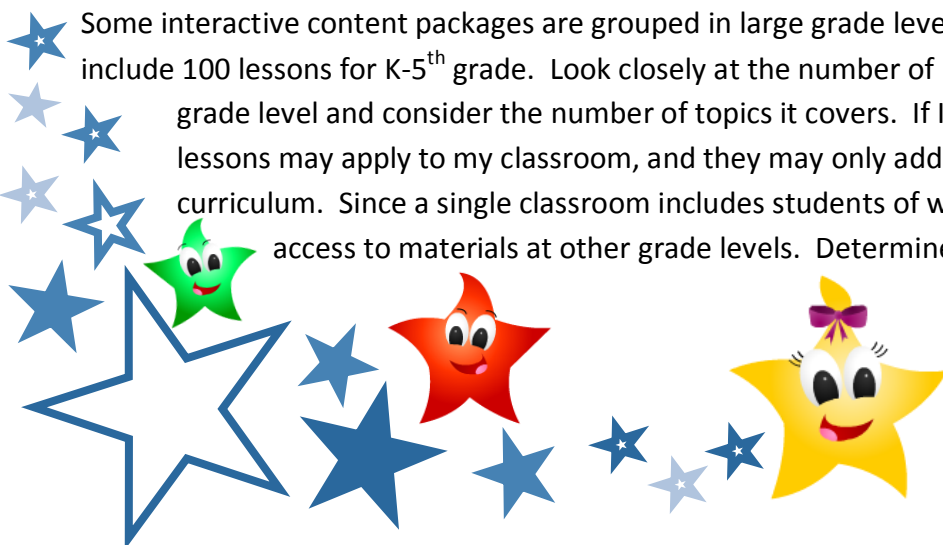 Some interactive content packages are grouped in large grade leve
include 100 lessons for K-5th grade.  Look closely at the number of
grade level and consider the number of topics it covers.  If I
lessons may apply to my classroom, and they may only add
curriculum.  Since a single classroom includes students of w
access to materials at other grade levels.  Determine